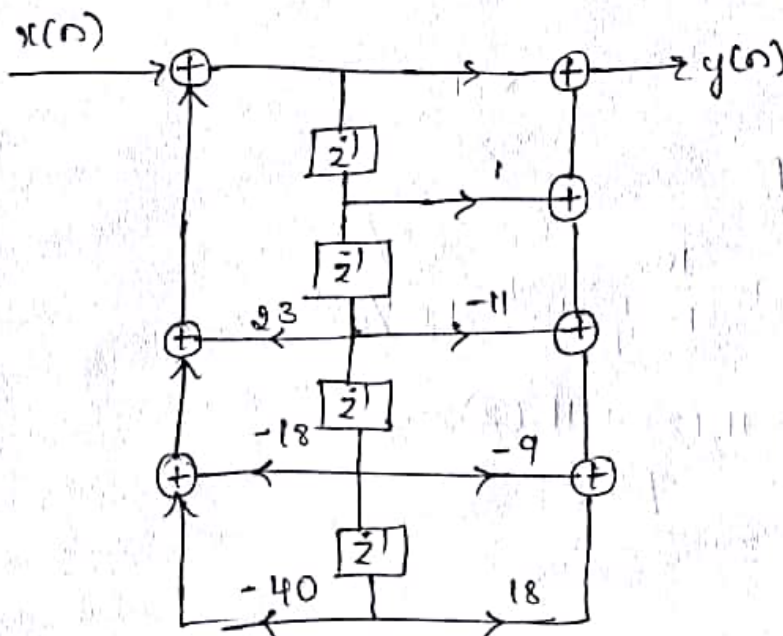 x(n)
+ + y(n)
z⁻¹
1 +
z⁻¹
+ 23 -11 +
z⁻¹
+ -18 -9 +
z⁻¹
-40 18